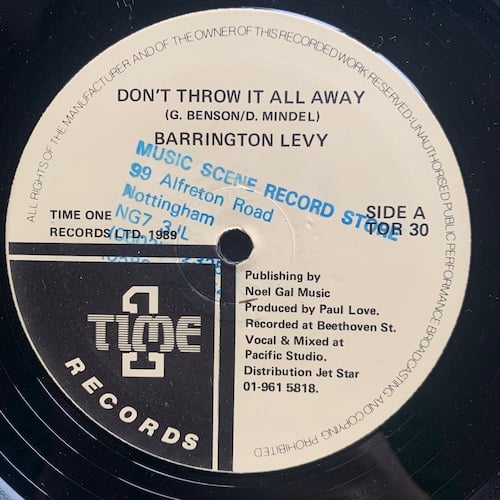 ALL RIGHTS OF THE MANUFACTURER AND OF THE OWNER OF THIS RECORDED WORK RESERVED. UNAUTHORISED PUBLIC PERFORMANCE BROADCASTING AND COPYING PROHIBITED
DON'T THROW IT ALL AWAY
(G. BENSON/D. MINDEL)
BARRINGTON LEVY
MUSIC SCENE RECORD STORE
99 Alfreton Road
Nottingham
NG7 3JL
TIME ONE
RECORDS LTD. 1989
SIDE A
TOR 30
Publishing by
Noel Gal Music
Produced by Paul Love.
Recorded at Beethoven St.
Vocal & Mixed at
Pacific Studio.
Distribution Jet Star
01-961 5818.
1
TIME
RECORDS